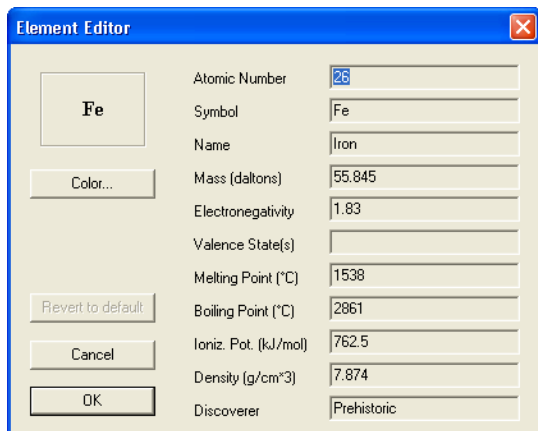 Element Editor
Fe
Color...
Revert to default
Cancel
OK
Atomic Number 26
Symbol Fe
Name Iron
Mass (daltons) 55.845
Electronegativity 1.83
Valence State(s)
Melting Point (°C) 1538
Boiling Point (°C) 2861
Ioniz. Pot. (kJ/mol) 762.5
Density (g/cm^3) 7.874
Discoverer Prehistoric